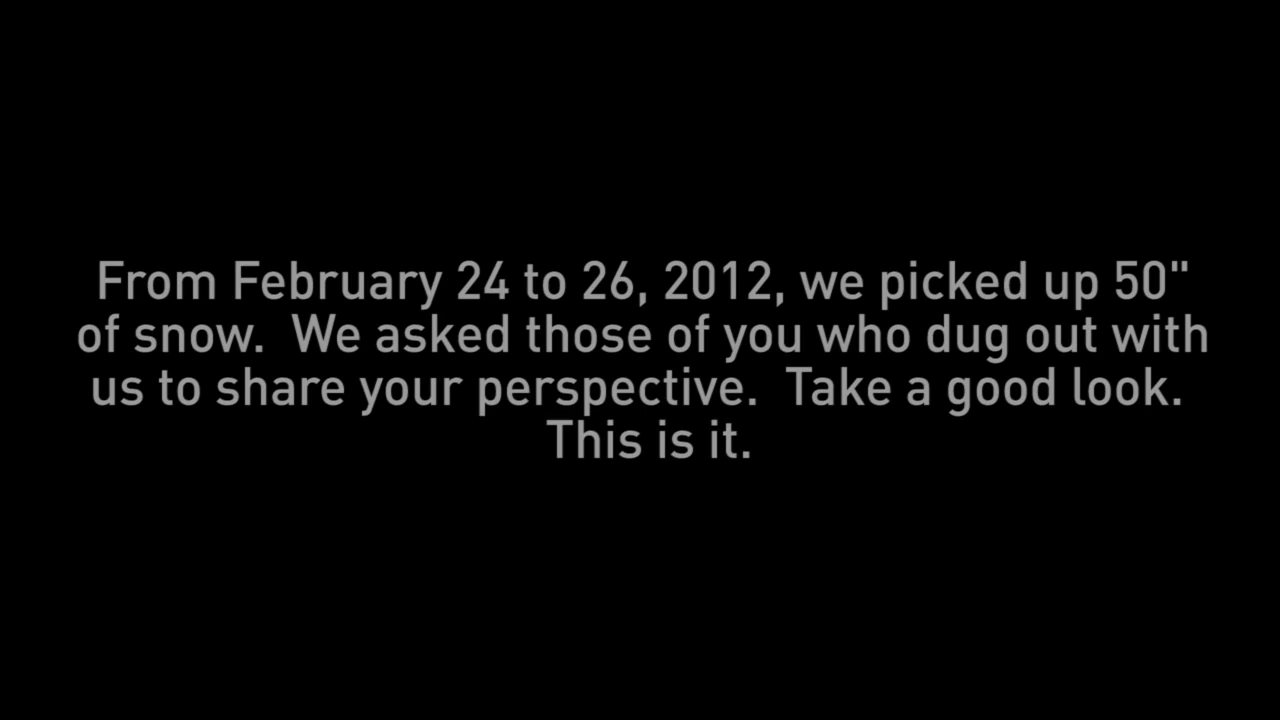 From February 24 to 26, 2012, we picked up 50"
of snow.  We asked those of you who dug out with
us to share your perspective.  Take a good look.
This is it.